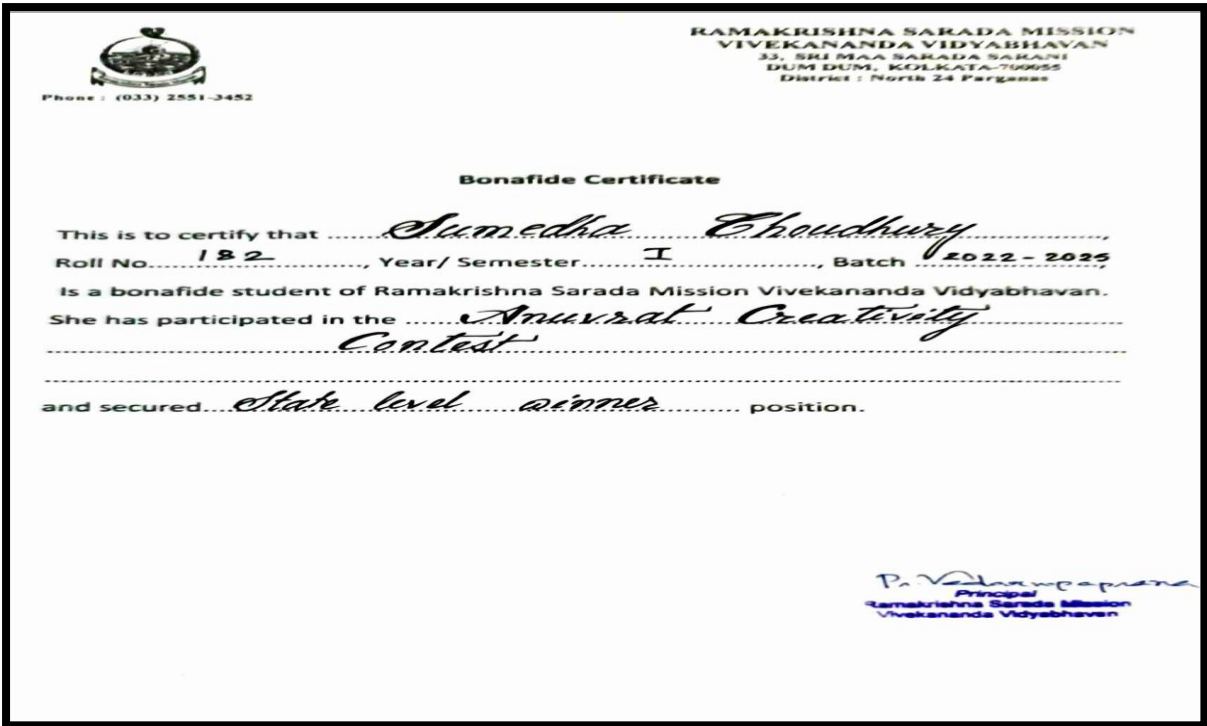 RAMAKRISHNA SARADA MISSION
VIVEKANANDA VIDYABHAVAN
33, SRI MAA SARADA SARANI
DUM DUM, KOLKATA-700055
District : North 24 Parganas
Phone : (033) 2551-3452
Bonafide Certificate
This is to certify that ......Sumedha Choudhury......,
Roll No......182......, Year/ Semester......I......, Batch ...2022-2025...,
Is a bonafide student of Ramakrishna Sarada Mission Vivekananda Vidyabhavan.
She has participated in the ......Anuvrat Creativity......
......Contest......
and secured...State level winner... position.
Principal
Ramakrishna Sarada Mission
Vivekananda Vidyabhavan